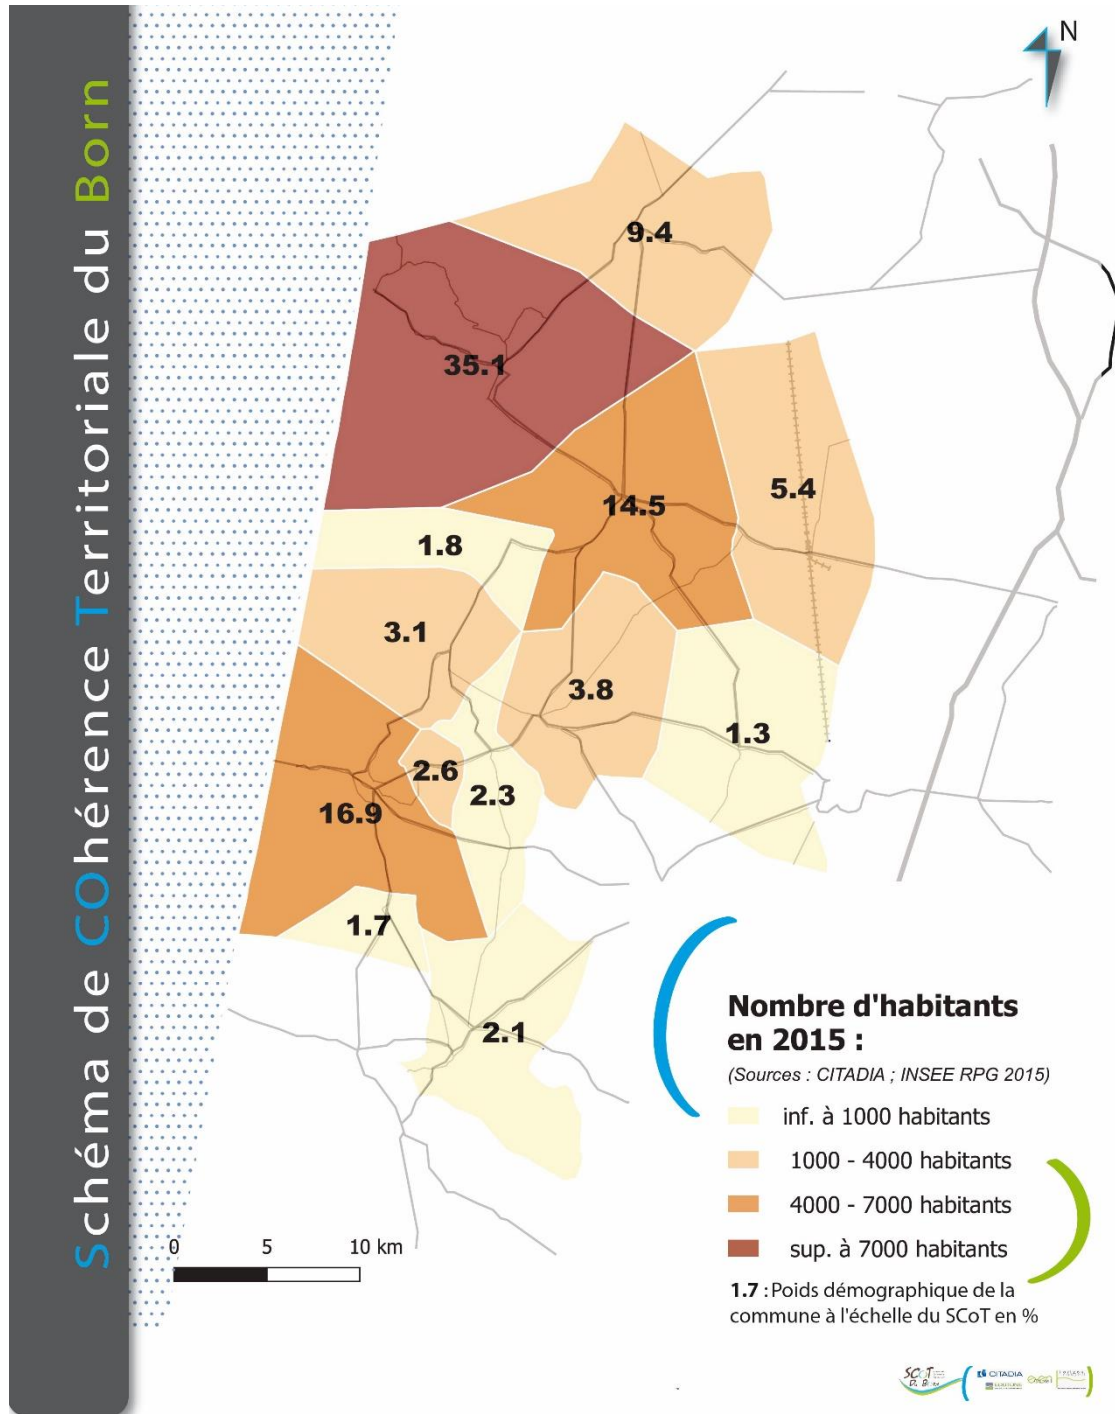 Schéma de COhérence Territoriale du Born
N
9.4
35.1
5.4
14.5
1.8
3.1
3.8
1.3
2.6
2.3
16.9
1.7
2.1
Nombre d'habitants
en 2015 :
(Sources : CITADIA ; INSEE RPG 2015)
inf. à 1000 habitants
1000 - 4000 habitants
4000 - 7000 habitants
sup. à 7000 habitants
1.7 : Poids démographique de la
commune à l'échelle du SCoT en %
0 5 10 km
SCoT
CITADIA